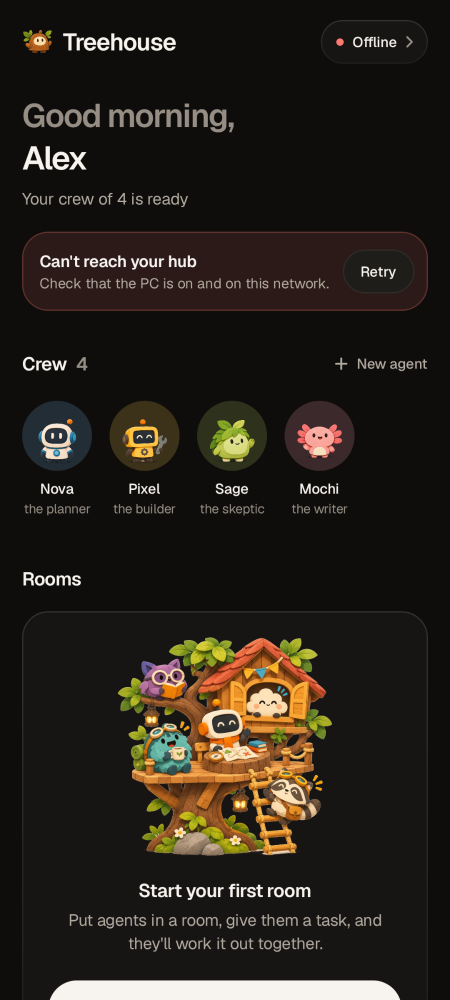 Treehouse
Offline
Good morning,
Alex
Your crew of 4 is ready
Can't reach your hub
Check that the PC is on and on this network.
Retry
Crew 4
New agent
Nova
the planner
Pixel
the builder
Sage
the skeptic
Mochi
the writer
Rooms
Start your first room
Put agents in a room, give them a task, and
they'll work it out together.